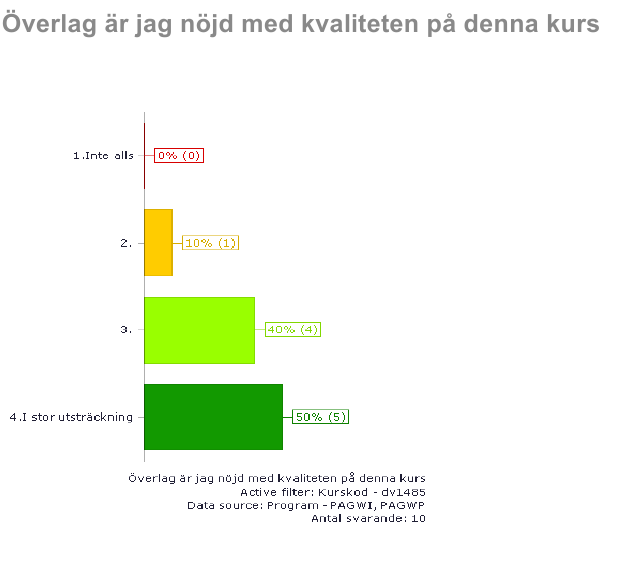 Överlag är jag nöjd med kvaliteten på denna kurs
1.Inte alls
0% (0)
2.
10% (1)
3.
40% (4)
4.I stor utsträckning
50% (5)
Överlag är jag nöjd med kvaliteten på denna kurs
Active filter: Kurskod - dv1485
Data source: Program - PAGWI, PAGWP
Antal svarande: 10